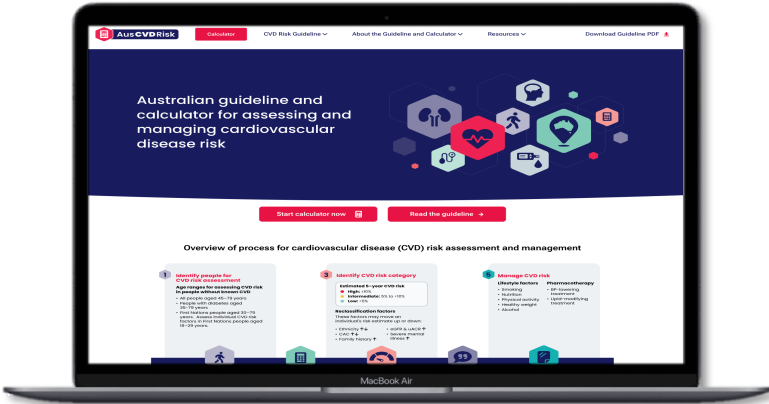 AusCVDRisk
Calculator
CVD Risk Guideline
About the Guideline and Calculator
Resources
Download Guideline PDF
Australian guideline and
calculator for assessing and
managing cardiovascular
disease risk
Start calculator now
Read the guideline →
Overview of process for cardiovascular disease (CVD) risk assessment and management
1
Identify people for
CVD risk assessment
Age ranges for assessing CVD risk
in people without known CVD
• All people aged 45–79 years
• People with diabetes aged
35–79 years
• First Nations people aged 30–79
years. Assess individual CVD risk
factors in First Nations people aged
18–29 years.
3
Identify CVD risk category
Estimated 5-year CVD risk
High: ≥10%
Intermediate: 5% to <10%
Low: <5%
Reclassification factors
These factors may move an
individual's risk estimate up or down:
• Ethnicity ↑↓
• CAC ↑↓
• Family history ↑
• eGFR & uACR ↑
• Severe mental
illness ↑
5
Manage CVD risk
Lifestyle factors
• Smoking
• Nutrition
• Physical activity
• Healthy weight
• Alcohol
Pharmacotherapy
• BP-lowering
treatment
• Lipid-modifying
treatment
MacBook Air